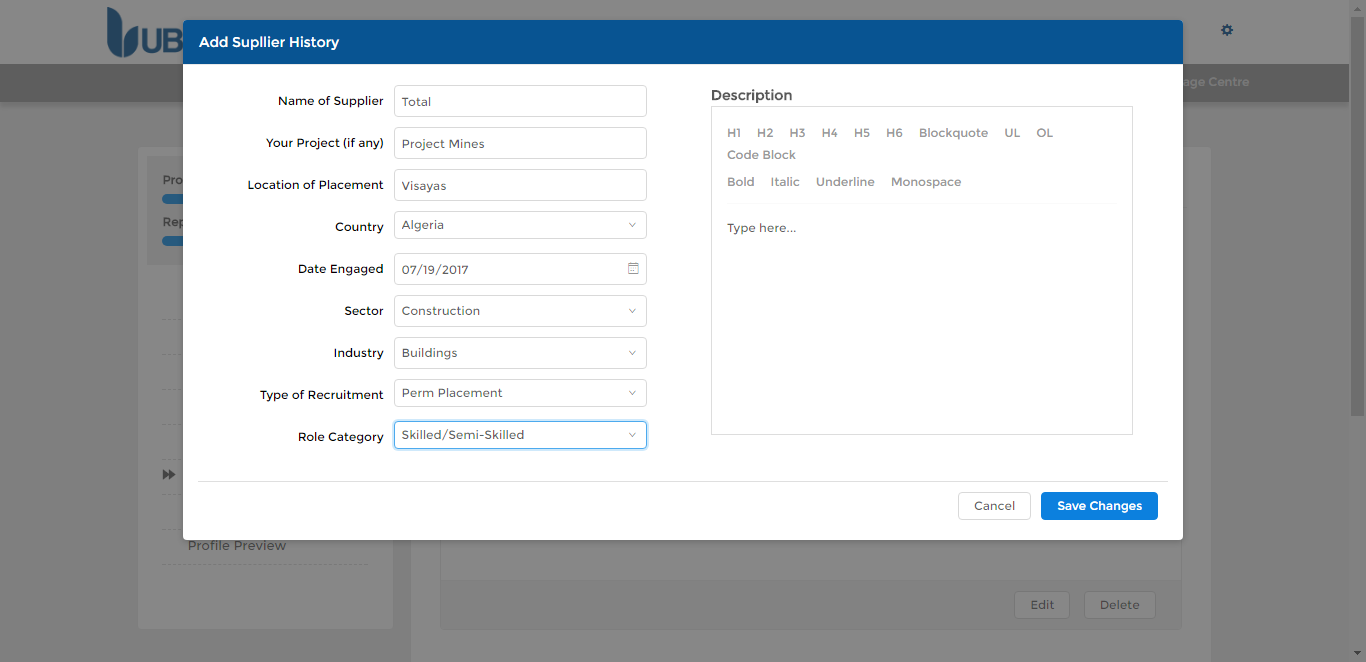 UB
Add Supllier History
age Centre
Name of Supplier Total
Your Project (if any) Project Mines
Location of Placement Visayas
Country Algeria
Date Engaged 07/19/2017
Sector Construction
Industry Buildings
Type of Recruitment Perm Placement
Role Category Skilled/Semi-Skilled
Description
H1 H2 H3 H4 H5 H6 Blockquote UL OL
Code Block
Bold Italic Underline Monospace
Type here...
Cancel Save Changes
Pro
Rep
Profile Preview
Edit Delete